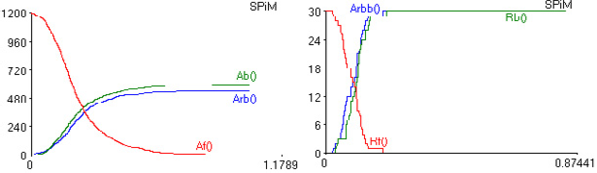 SPiM
1200
960
720
480
240
0
Ab()
Arb()
Af()
0
1.1789
SPiM
30
24
18
12
6
0
Arbb()
Rb()
Rf()
0
0.87441